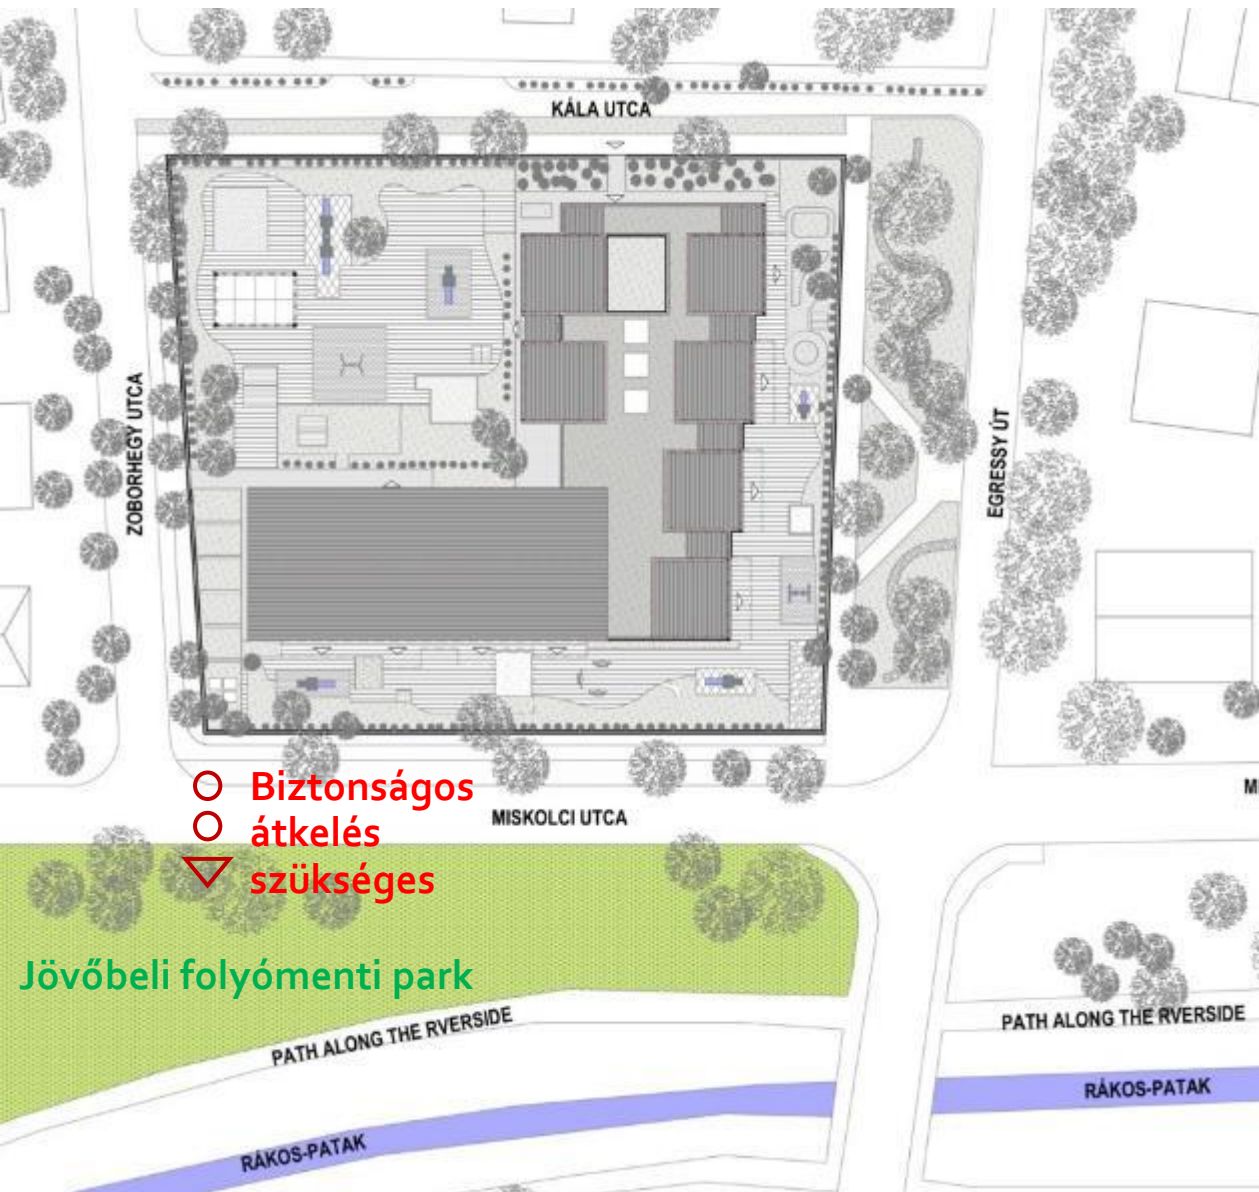 KÁLA UTCA
ZOBORHEGY UTCA
EGRESSY ÚT
Biztonságos
átkelés
szükséges
MISKOLCI UTCA
M
Jövőbeli folyómenti park
PATH ALONG THE RVERSIDE
PATH ALONG THE RVERSIDE
RÁKOS-PATAK
RÁKOS-PATAK